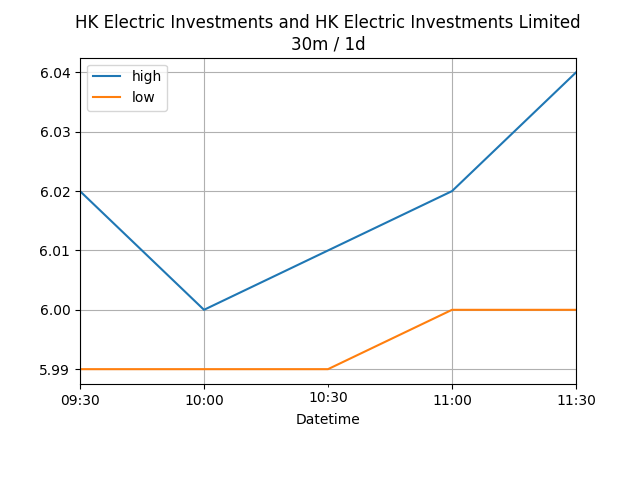 HK Electric Investments and HK Electric Investments Limited
30m / 1d
high
low
6.04
6.03
6.02
6.01
6.00
5.99
09:30 10:00 10:30 11:00 11:30
Datetime